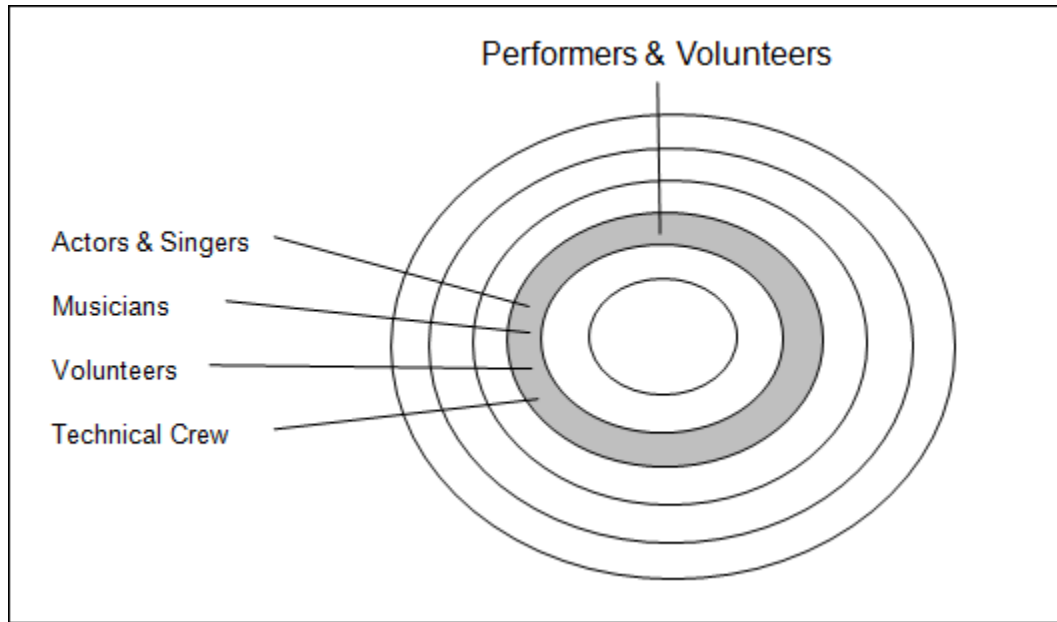 Performers & Volunteers
Actors & Singers
Musicians
Volunteers
Technical Crew